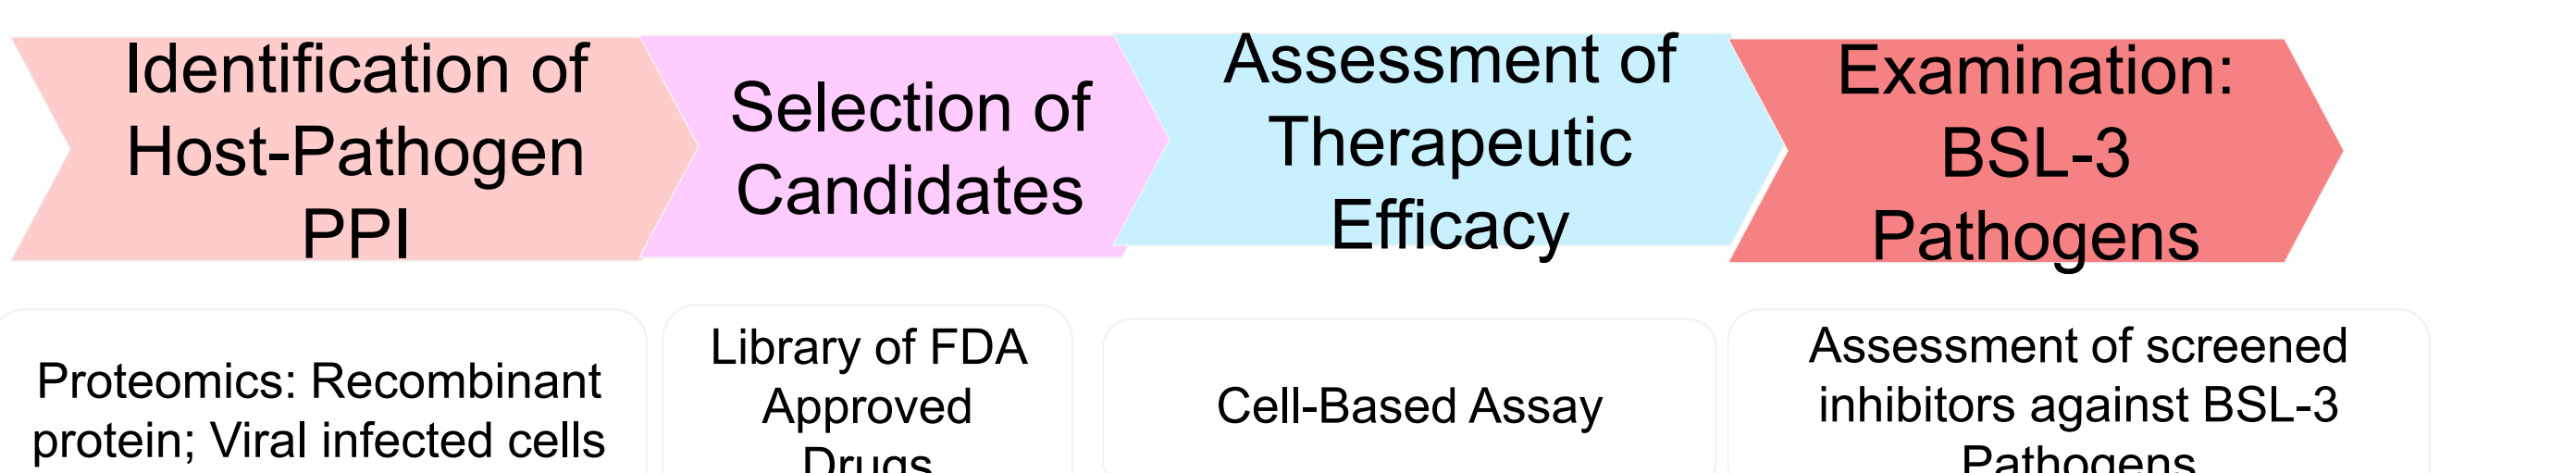 Identification of
Host-Pathogen
PPI
Selection of
Candidates
Assessment of
Therapeutic
Efficacy
Examination:
BSL-3
Pathogens
Proteomics: Recombinant
protein; Viral infected cells
Library of FDA
Approved
Drugs
Cell-Based Assay
Assessment of screened
inhibitors against BSL-3
Pathogens